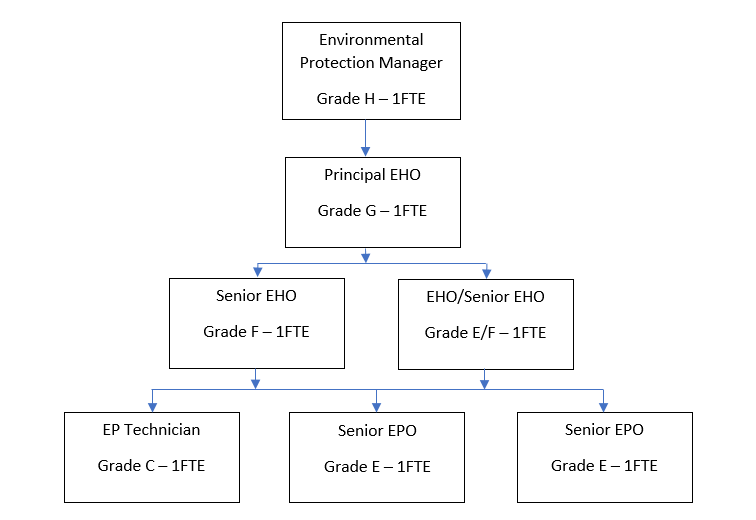 Environmental
Protection Manager
Grade H – 1FTE
Principal EHO
Grade G – 1FTE
Senior EHO
Grade F – 1FTE
EHO/Senior EHO
Grade E/F – 1FTE
EP Technician
Grade C – 1FTE
Senior EPO
Grade E – 1FTE
Senior EPO
Grade E – 1FTE